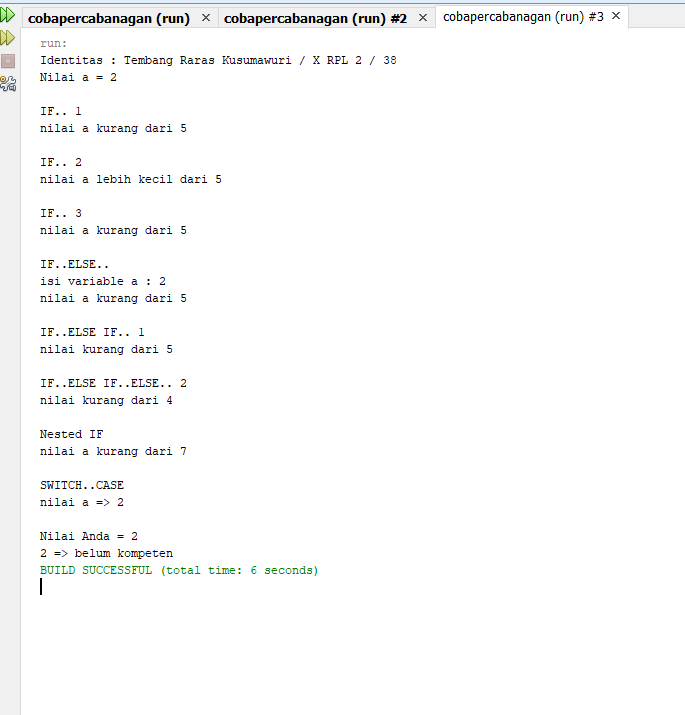 cobapercabanagan (run) × cobapercabanagan (run) #2 × cobapercabanagan (run) #3 ×
run:
Identitas : Tembang Raras Kusumawuri / X RPL 2 / 38
Nilai a = 2
IF.. 1
nilai a kurang dari 5
IF.. 2
nilai a lebih kecil dari 5
IF.. 3
nilai a kurang dari 5
IF..ELSE..
isi variable a : 2
nilai a kurang dari 5
IF..ELSE IF.. 1
nilai kurang dari 5
IF..ELSE IF..ELSE.. 2
nilai kurang dari 4
Nested IF
nilai a kurang dari 7
SWITCH..CASE
nilai a => 2
Nilai Anda = 2
2 => belum kompeten
BUILD SUCCESSFUL (total time: 6 seconds)